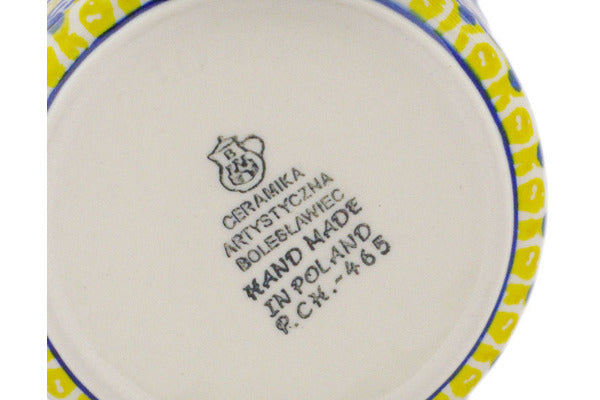 B
CERAMIKA
ARTYSTYCZNA
BOLESŁAWIEC
HAND MADE
IN POLAND
P.CH.-465